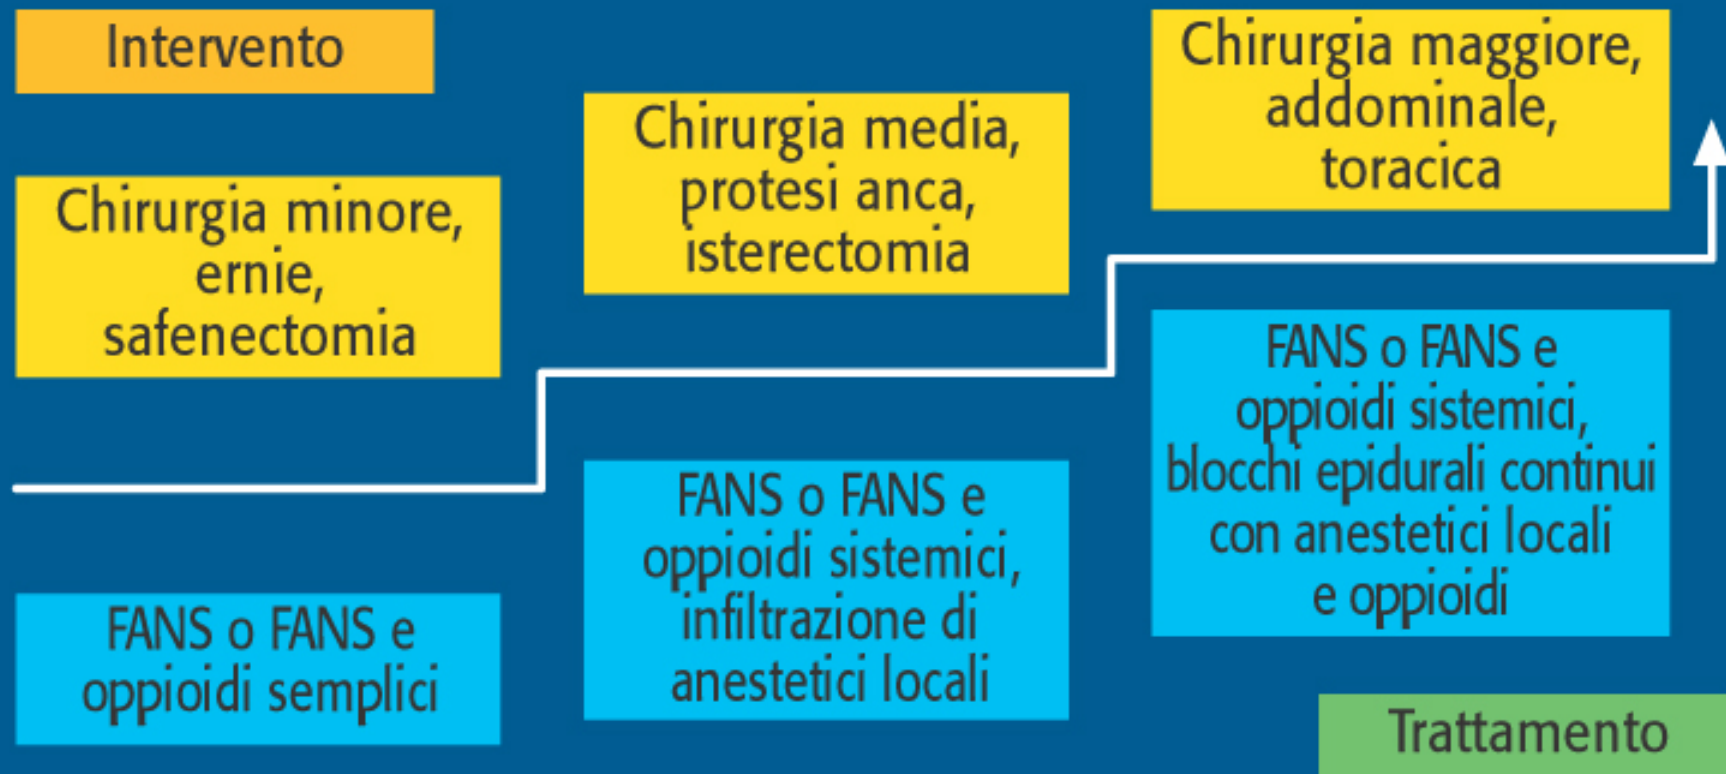 Intervento
Chirurgia minore,
ernie,
safenectomia
Chirurgia media,
protesi anca,
isterectomia
Chirurgia maggiore,
addominale,
toracica
FANS o FANS e
oppioidi semplici
FANS o FANS e
oppioidi sistemici,
infiltrazione di
anestetici locali
FANS o FANS e
oppioidi sistemici,
blocchi epidurali continui
con anestetici locali
e oppioidi
Trattamento